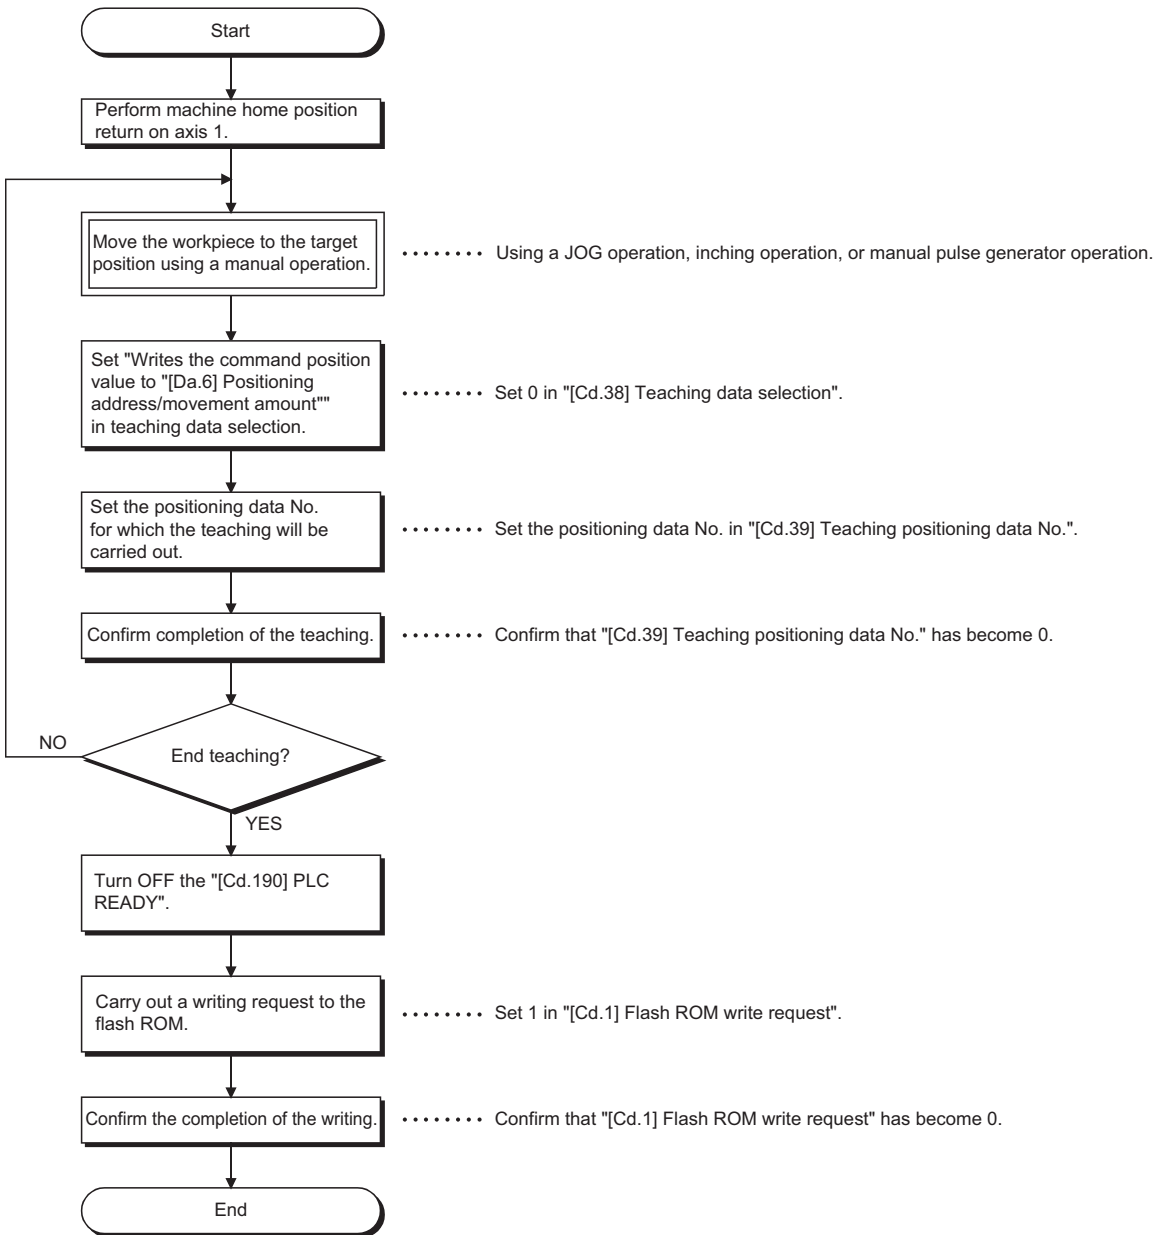 Start
Perform machine home position
return on axis 1.
Move the workpiece to the target
position using a manual operation.
Using a JOG operation, inching operation, or manual pulse generator operation.
Set "Writes the command position
value to "[Da.6] Positioning
address/movement amount""
in teaching data selection.
Set 0 in "[Cd.38] Teaching data selection".
Set the positioning data No.
for which the teaching will be
carried out.
Set the positioning data No. in "[Cd.39] Teaching positioning data No.".
Confirm completion of the teaching.
Confirm that "[Cd.39] Teaching positioning data No." has become 0.
NO
End teaching?
YES
Turn OFF the "[Cd.190] PLC
READY".
Carry out a writing request to the
flash ROM.
Set 1 in "[Cd.1] Flash ROM write request".
Confirm the completion of the writing.
Confirm that "[Cd.1] Flash ROM write request" has become 0.
End